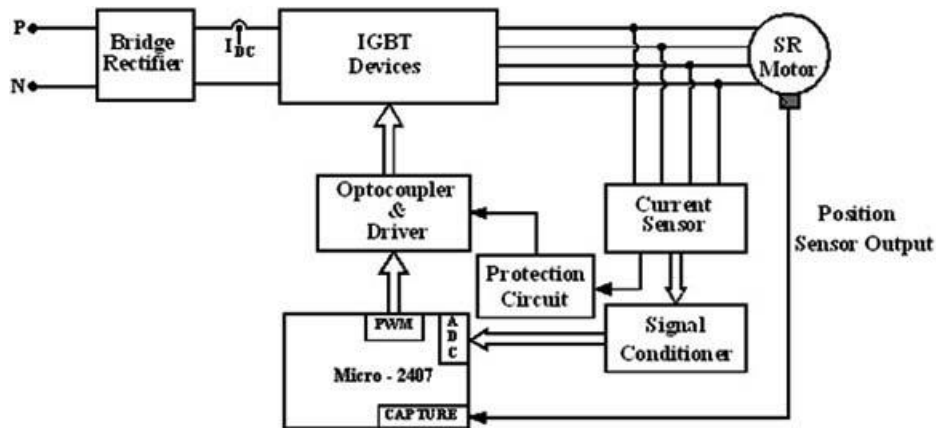 P
N
Bridge
Rectifier
I DC
IGBT
Devices
SR
Motor
Optocoupler
&
Driver
Current
Sensor
Position
Sensor Output
Protection
Circuit
Signal
Conditioner
PWM
A
D
C
Micro - 2407
CAPTURE